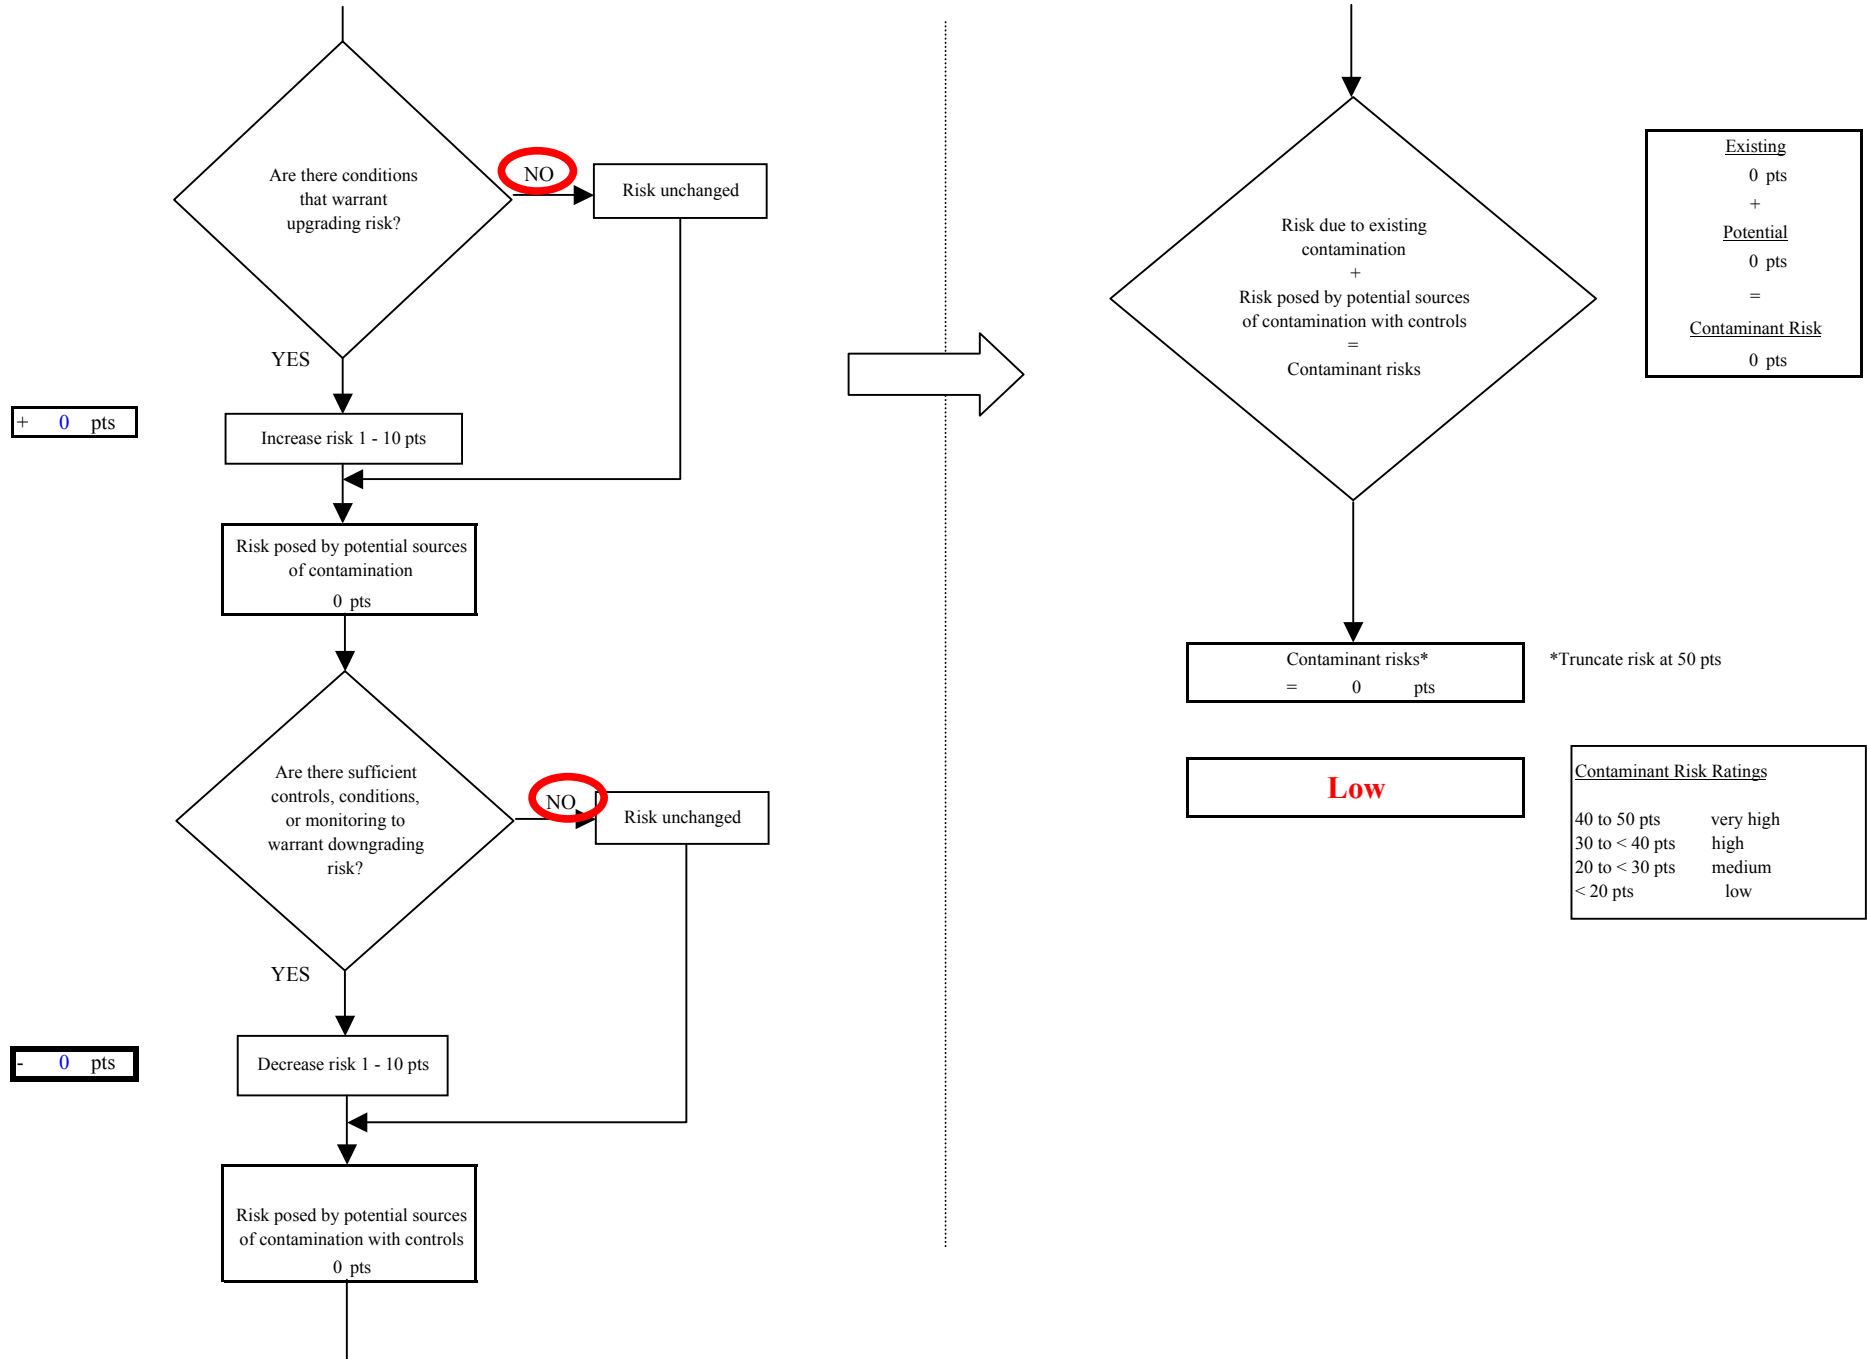 Are there conditions
that warrant
upgrading risk?
NO
Risk unchanged
YES
+ 0 pts
Increase risk 1 - 10 pts
Risk posed by potential sources
of contamination
0 pts
Are there sufficient
controls, conditions,
or monitoring to
warrant downgrading
risk?
NO
Risk unchanged
YES
- 0 pts
Decrease risk 1 - 10 pts
Risk posed by potential sources
of contamination with controls
0 pts
Risk due to existing
contamination
+
Risk posed by potential sources
of contamination with controls
=
Contaminant risks
Existing
0 pts
+
Potential
0 pts
=
Contaminant Risk
0 pts
Contaminant risks*
= 0 pts
*Truncate risk at 50 pts
Low
Contaminant Risk Ratings
40 to 50 pts very high
30 to < 40 pts high
20 to < 30 pts medium
< 20 pts low